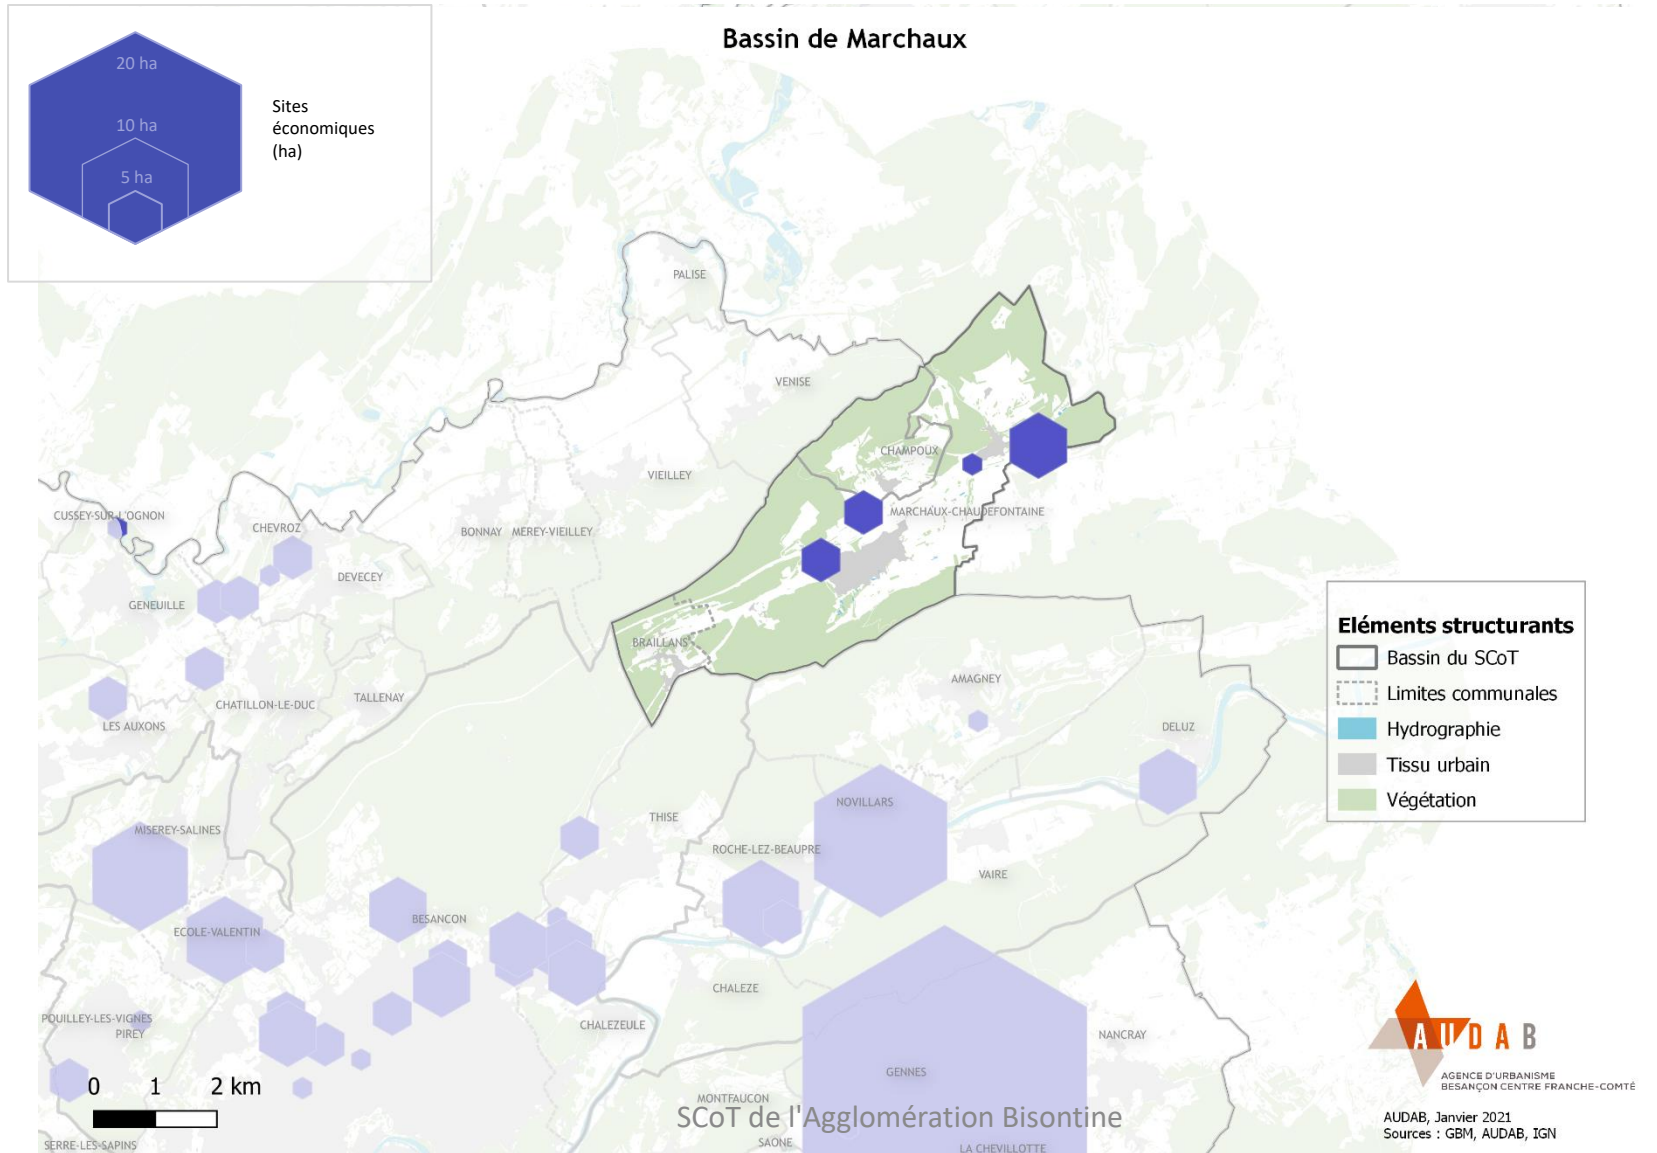 Bassin de Marchaux
20 ha
10 ha
5 ha
Sites
économiques
(ha)
PALISE
VENISE
CHAMPOUX
VIEILLEY
MARCHAUX-CHAUDEFONTAINE
CUSSEY-SUR-L'OGNON
CHEVROZ
BONNAY
MEREY-VIEILLEY
DEVECEY
GENEUILLE
BRAILLANS
CHATILLON-LE-DUC
TALLENAY
AMAGNEY
LES AUXONS
DELUZ
MISEREY-SALINES
THISE
NOVILLARS
ROCHE-LEZ-BEAUPRE
VAIRE
BESANCON
ECOLE-VALENTIN
CHALEZE
POUILLEY-LES-VIGNES
PIREY
CHALEZEULE
NANCRAY
GENNES
MONTFAUCON
SAONE
LA CHEVILLOTTE
SERRE-LES-SAPINS
0 1 2 km
SCoT de l'Agglomération Bisontine
Eléments structurants
Bassin du SCoT
Limites communales
Hydrographie
Tissu urbain
Végétation
AUDAB
AGENCE D'URBANISME
BESANÇON CENTRE FRANCHE-COMTÉ
AUDAB, Janvier 2021
Sources : GBM, AUDAB, IGN